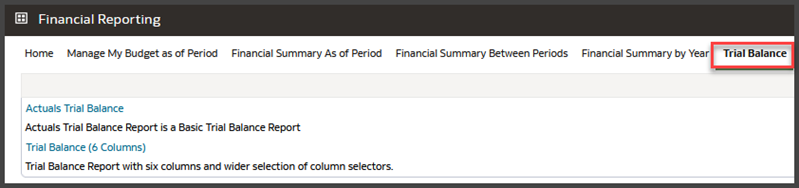 Financial Reporting
Home Manage My Budget as of Period Financial Summary As of Period Financial Summary Between Periods Financial Summary by Year Trial Balance
Actuals Trial Balance
Actuals Trial Balance Report is a Basic Trial Balance Report
Trial Balance (6 Columns)
Trial Balance Report with six columns and wider selection of column selectors.